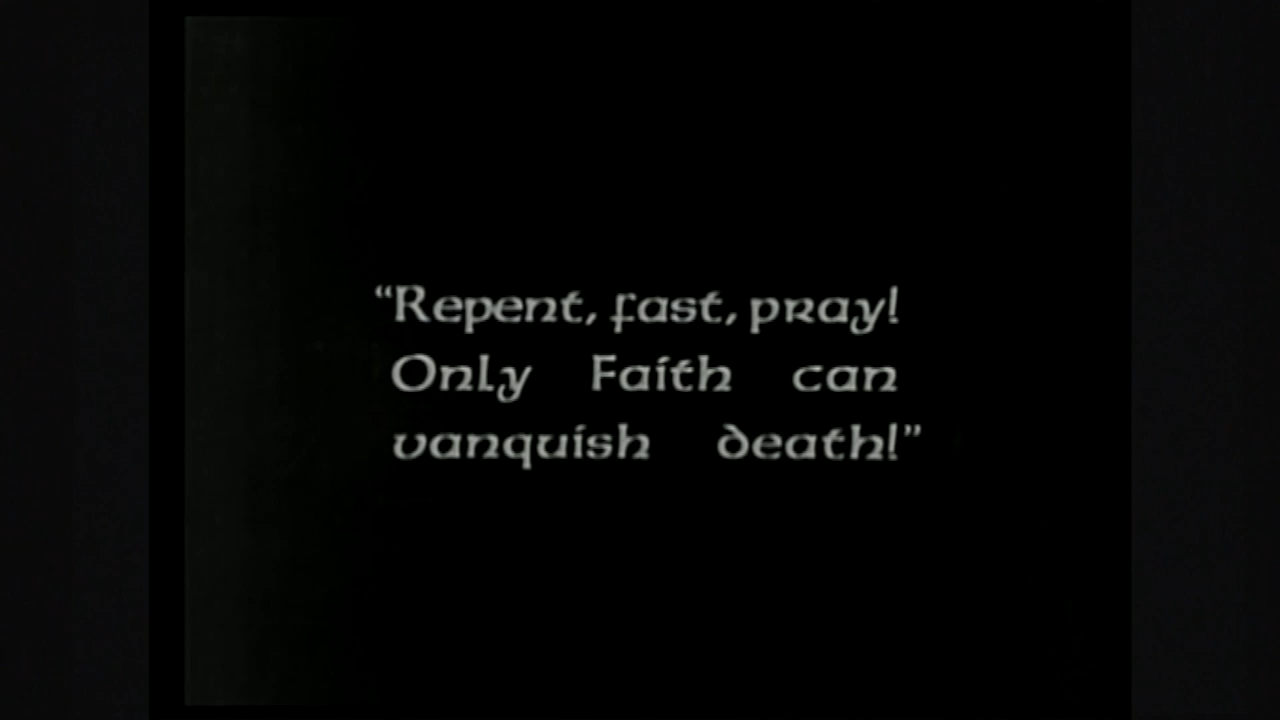 “Repent, fast, pray!
Only Faith can
vanquish death!”